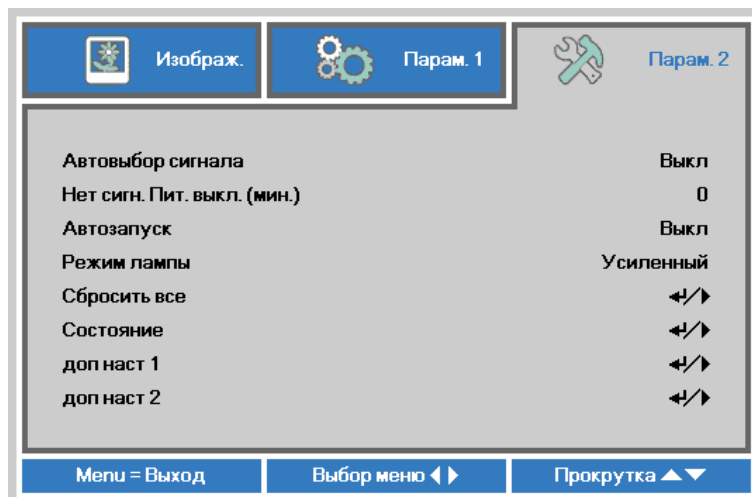 Изображ. Парам. 1 Парам. 2
Автовыбор сигнала Выкл
Нет сигн. Пит. выкл. (мин.) 0
Автозапуск Выкл
Режим лампы Усиленный
Сбросить все ↵/▶
Состояние ↵/▶
доп наст 1 ↵/▶
доп наст 2 ↵/▶
Menu = Выход Выбор меню ◀ ▶ Прокрутка ▲▼